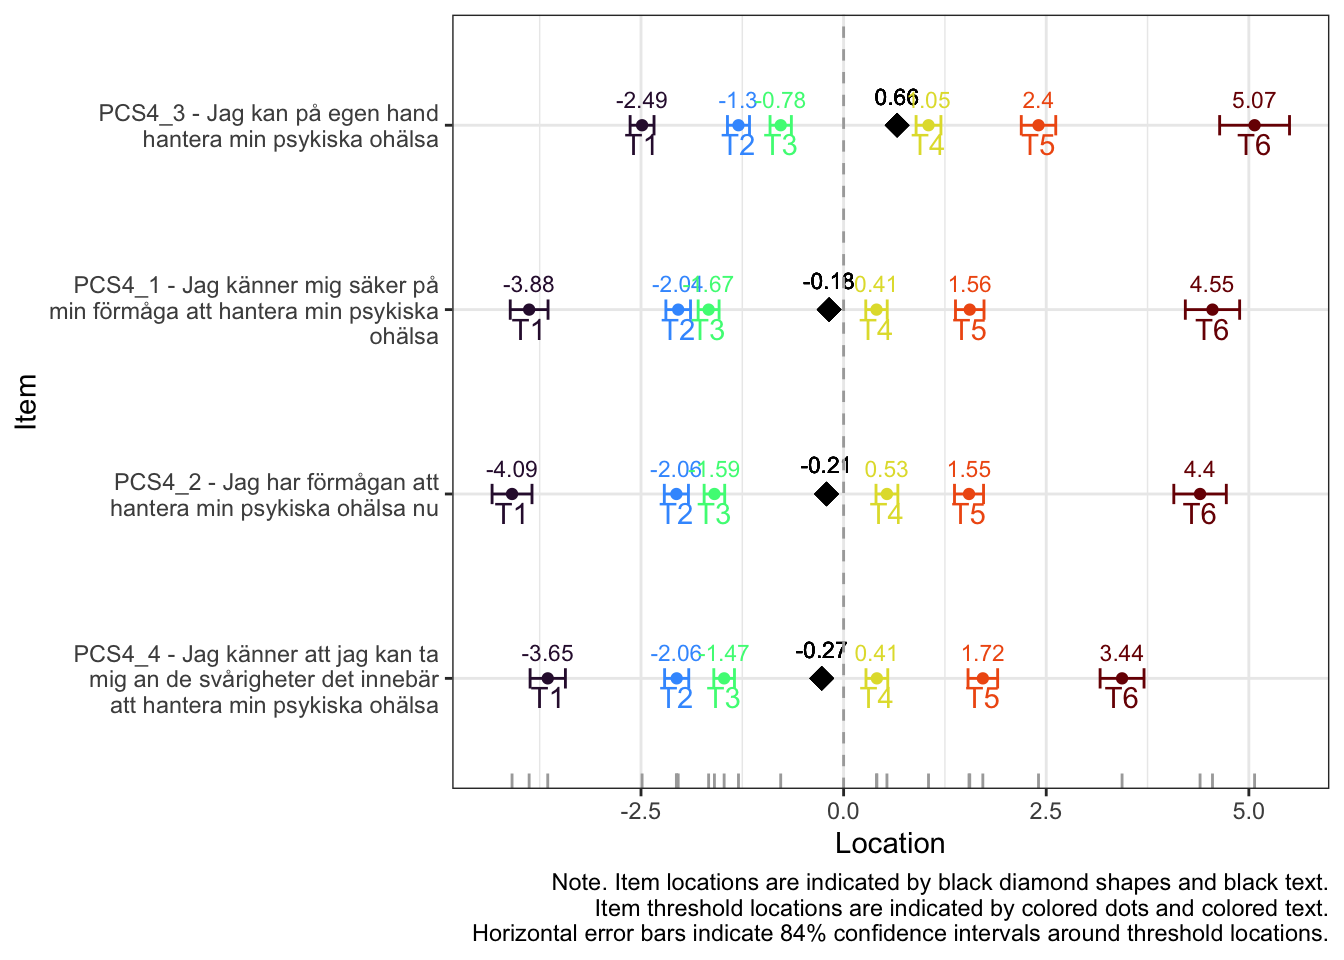 -2.49 -1.3 -0.78 0.66 1.05 2.4 5.07
PCS4_3 - Jag kan på egen hand
hantera min psykiska ohälsa
T1 T2 T3 T4 T5 T6
-3.88 -2.04 -1.67 -0.18 0.41 1.56 4.55
PCS4_1 - Jag känner mig säker på
min förmåga att hantera min psykiska
ohälsa
T1 T2 T3 T4 T5 T6
-4.09 -2.06 -1.59 -0.21 0.53 1.55 4.4
PCS4_2 - Jag har förmågan att
hantera min psykiska ohälsa nu
T1 T2 T3 T4 T5 T6
-3.65 -2.06 -1.47 -0.27 0.41 1.72 3.44
PCS4_4 - Jag känner att jag kan ta
mig an de svårigheter det innebär
att hantera min psykiska ohälsa
T1 T2 T3 T4 T5 T6
Item
-2.5 0.0 2.5 5.0
Location
Note. Item locations are indicated by black diamond shapes and black text.
Item threshold locations are indicated by colored dots and colored text.
Horizontal error bars indicate 84% confidence intervals around threshold locations.